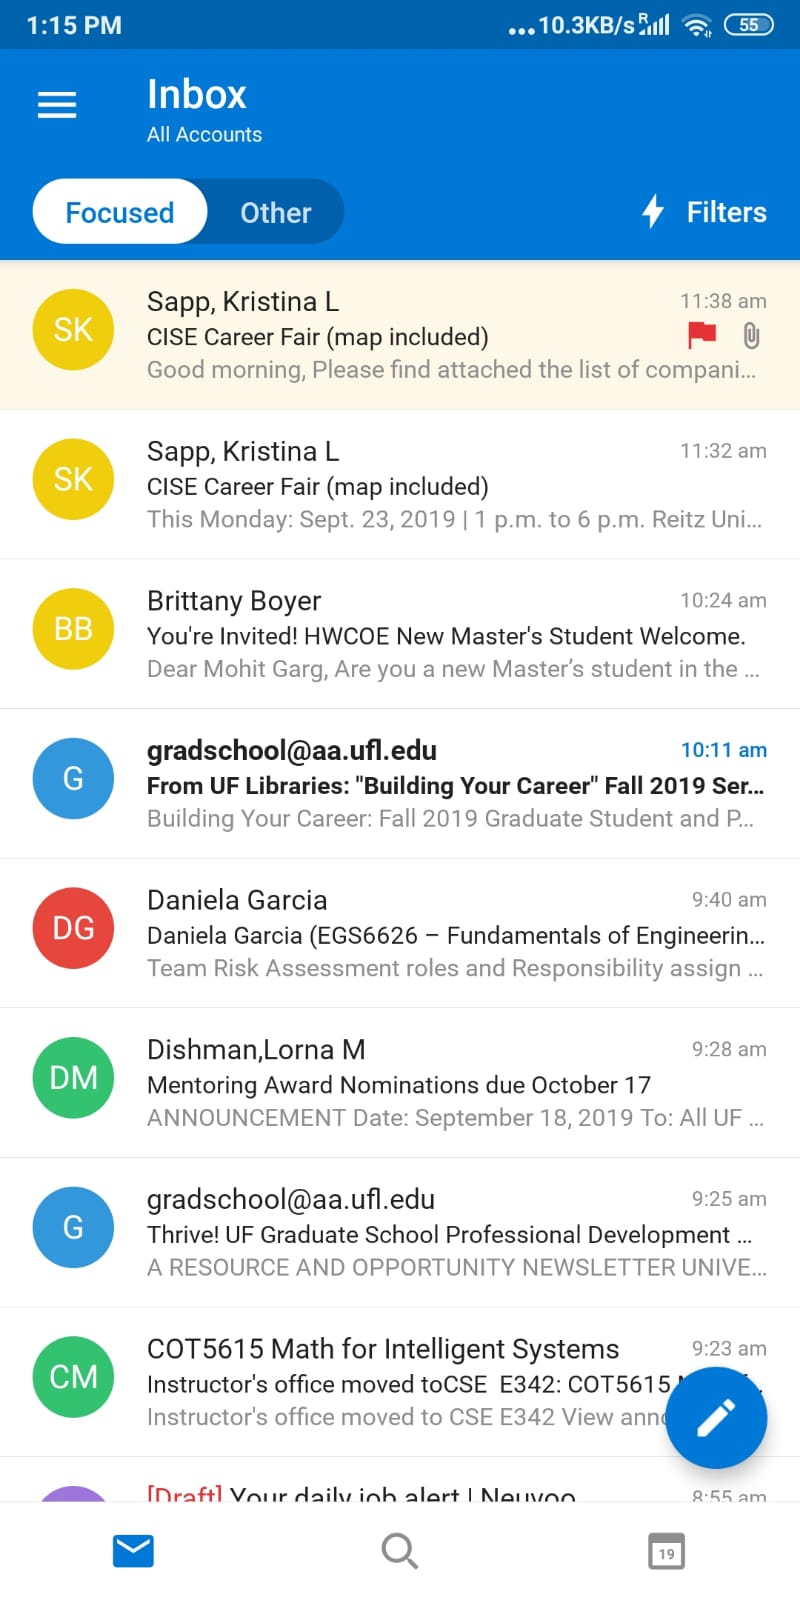 1:15 PM
...10.3KB/s R 55
Inbox
All Accounts
Focused Other Filters
SK
Sapp, Kristina L 11:38 am
CISE Career Fair (map included)
Good morning, Please find attached the list of compani...
SK
Sapp, Kristina L 11:32 am
CISE Career Fair (map included)
This Monday: Sept. 23, 2019 | 1 p.m. to 6 p.m. Reitz Uni...
BB
Brittany Boyer 10:24 am
You're Invited! HWCOE New Master's Student Welcome.
Dear Mohit Garg, Are you a new Master’s student in the ...
G
gradschool@aa.ufl.edu 10:11 am
From UF Libraries: "Building Your Career" Fall 2019 Ser...
Building Your Career: Fall 2019 Graduate Student and P...
DG
Daniela Garcia 9:40 am
Daniela Garcia (EGS6626 – Fundamentals of Engineerin...
Team Risk Assessment roles and Responsibility assign ...
DM
Dishman,Lorna M 9:28 am
Mentoring Award Nominations due October 17
ANNOUNCEMENT Date: September 18, 2019 To: All UF ...
G
gradschool@aa.ufl.edu 9:25 am
Thrive! UF Graduate School Professional Development ...
A RESOURCE AND OPPORTUNITY NEWSLETTER UNIVE...
CM
COT5615 Math for Intelligent Systems 9:23 am
Instructor's office moved toCSE E342: COT5615
Instructor's office moved to CSE E342 View
[Draft] Your daily job alert | Neuvoo 8:55 am
19